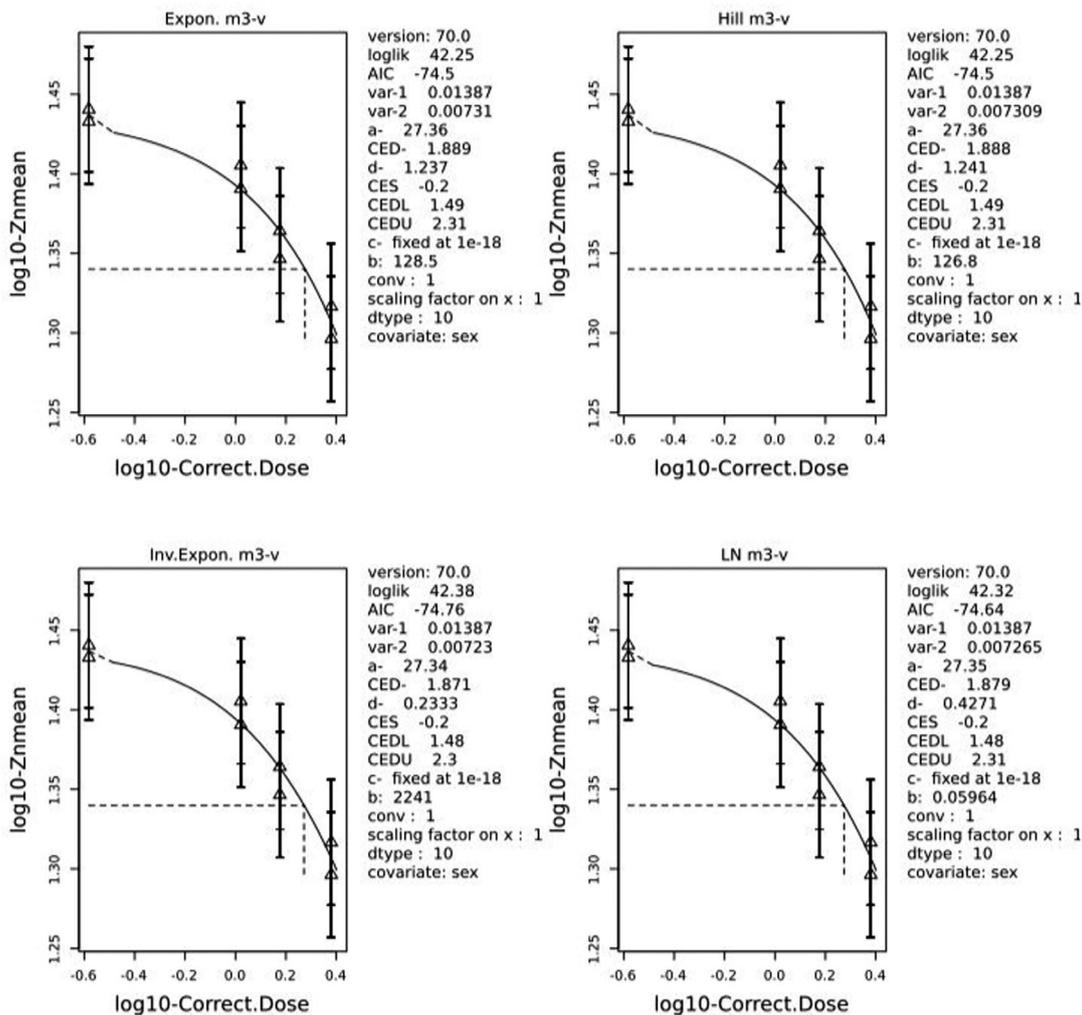 Expon. m3-v
log10-Znmean
1.45
1.40
1.35
1.30
1.25
-0.6 -0.4 -0.2 0.0 0.2 0.4
log10-Correct.Dose
version: 70.0
loglik 42.25
AIC -74.5
var-1 0.01387
var-2 0.00731
a- 27.36
CED- 1.889
d- 1.237
CES -0.2
CEDL 1.49
CEDU 2.31
c- fixed at 1e-18
b: 128.5
conv : 1
scaling factor on x : 1
dtype : 10
covariate: sex
Hill m3-v
log10-Znmean
1.45
1.40
1.35
1.30
1.25
-0.6 -0.4 -0.2 0.0 0.2 0.4
log10-Correct.Dose
version: 70.0
loglik 42.25
AIC -74.5
var-1 0.01387
var-2 0.007309
a- 27.36
CED- 1.888
d- 1.241
CES -0.2
CEDL 1.49
CEDU 2.31
c- fixed at 1e-18
b: 126.8
conv : 1
scaling factor on x : 1
dtype : 10
covariate: sex
Inv.Expon. m3-v
log10-Znmean
1.45
1.40
1.35
1.30
1.25
-0.6 -0.4 -0.2 0.0 0.2 0.4
log10-Correct.Dose
version: 70.0
loglik 42.38
AIC -74.76
var-1 0.01387
var-2 0.00723
a- 27.34
CED- 1.871
d- 0.2333
CES -0.2
CEDL 1.48
CEDU 2.3
c- fixed at 1e-18
b: 2241
conv : 1
scaling factor on x : 1
dtype : 10
covariate: sex
LN m3-v
log10-Znmean
1.45
1.40
1.35
1.30
1.25
-0.6 -0.4 -0.2 0.0 0.2 0.4
log10-Correct.Dose
version: 70.0
loglik 42.32
AIC -74.64
var-1 0.01387
var-2 0.007265
a- 27.35
CED- 1.879
d- 0.4271
CES -0.2
CEDL 1.48
CEDU 2.31
c- fixed at 1e-18
b: 0.05964
conv : 1
scaling factor on x : 1
dtype : 10
covariate: sex